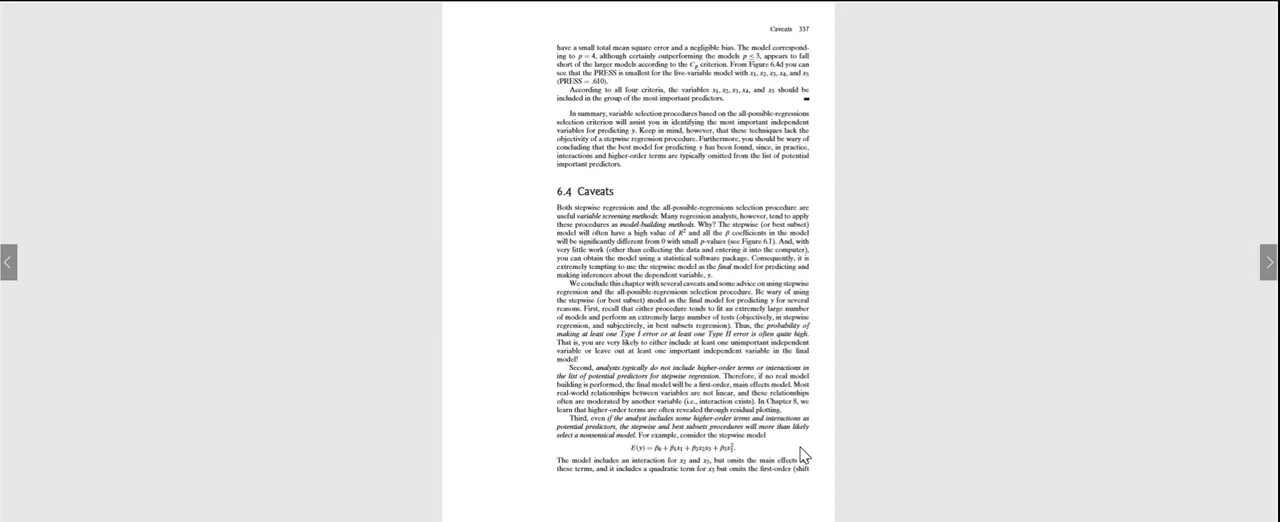 Caveats 337
have a small total mean square error and a negligible bias. The model correspond-
ing to p = 4, although certainly outperforming the models p ≤ 3, appears to fall
short of the larger models according to the Cp criterion. From Figure 6.4d you can
see that the PRESS is smallest for the five-variable model with x1, x2, x3, x4, and x5
(PRESS = .610).
According to all four criteria, the variables x1, x2, x3, x4, and x5 should be
included in the group of the most important predictors.
In summary, variable selection procedures based on the all-possible-regressions
selection criterion will assist you in identifying the most important independent
variables for predicting y. Keep in mind, however, that these techniques lack the
objectivity of a stepwise regression procedure. Furthermore, you should be wary of
concluding that the best model for predicting y has been found, since, in practice,
interactions and higher-order terms are typically omitted from the list of potential
important predictors.
6.4 Caveats
Both stepwise regression and the all-possible-regressions selection procedure are
useful variable screening methods. Many regression analysts, however, tend to apply
these procedures as model-building methods. Why? The stepwise (or best subset)
model will often have a high value of R² and all the β coefficients in the model
will be significantly different from 0 with small p-values (see Figure 6.1). And, with
very little work (other than collecting the data and entering it into the computer),
you can obtain the model using a statistical software package. Consequently, it is
extremely tempting to use the stepwise model as the final model for predicting and
making inferences about the dependent variable, y.
We conclude this chapter with several caveats and some advice on using stepwise
regression and the all-possible-regressions selection procedure. Be wary of using
the stepwise (or best subset) model as the final model for predicting y for several
reasons. First, recall that either procedure tends to fit an extremely large number
of models and perform an extremely large number of tests (objectively, in stepwise
regression, and subjectively, in best subsets regression). Thus, the probability of
making at least one Type I error or at least one Type II error is often quite high.
That is, you are very likely to either include at least one unimportant independent
variable or leave out at least one important independent variable in the final
model!
Second, analysts typically do not include higher-order terms or interactions in
the list of potential predictors for stepwise regression. Therefore, if no real model
building is performed, the final model will be a first-order, main effects model. Most
real-world relationships between variables are not linear, and these relationships
often are moderated by another variable (i.e., interaction exists). In Chapter 8, we
learn that higher-order terms are often revealed through residual plotting.
Third, even if the analyst includes some higher-order terms and interactions as
potential predictors, the stepwise and best subsets procedures will more than likely
select a nonsensical model. For example, consider the stepwise model
E(y) = β0 + β1x1 + β2x2x5 + β3x3².
The model includes an interaction for x2 and x5, but omits the main effects
these terms, and it includes a quadratic term for x3 but omits the first-order (shift